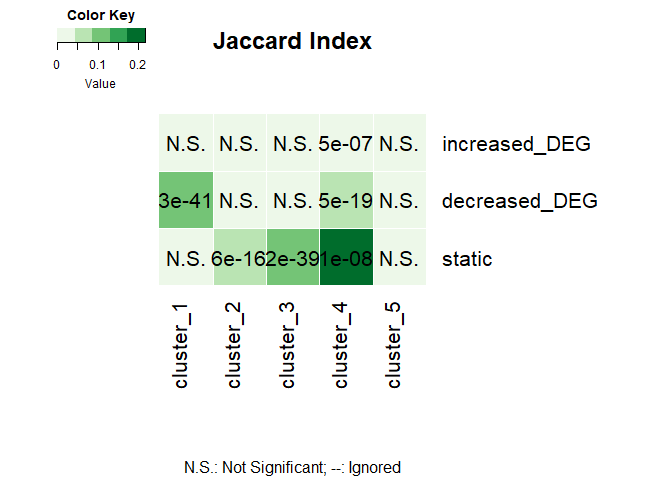 Color Key
0 0.1 0.2
Value
Jaccard Index
N.S. N.S. N.S. 5e-07 N.S. increased_DEG
3e-41 N.S. N.S. 5e-19 N.S. decreased_DEG
N.S. 6e-16 2e-39 1e-08 N.S. static
cluster_1 cluster_2 cluster_3 cluster_4 cluster_5
N.S.: Not Significant; --: Ignored